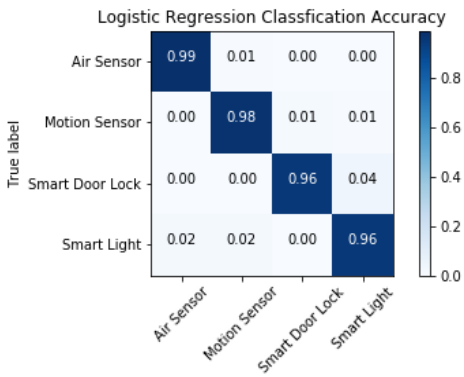 Logistic Regression Classfication Accuracy
True label
Air Sensor 0.99 0.01 0.00 0.00
Motion Sensor 0.00 0.98 0.01 0.01
Smart Door Lock 0.00 0.00 0.96 0.04
Smart Light 0.02 0.02 0.00 0.96
Air Sensor
Motion Sensor
Smart Door Lock
Smart Light
0.8
0.6
0.4
0.2
0.0